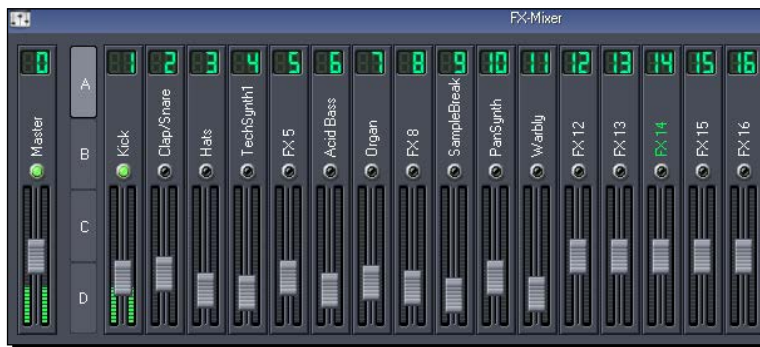 FX-Mixer
0 1 2 3 4 5 6 7 8 9 10 11 12 13 14 15 16
Master
A
B
C
D
Kick
Clap/Snare
Hats
TechSynth1
FX 5
Acid Bass
Organ
FX 8
SampleBreak
PanSynth
Warbly
FX 12
FX 13
FX 14
FX 15
FX 16